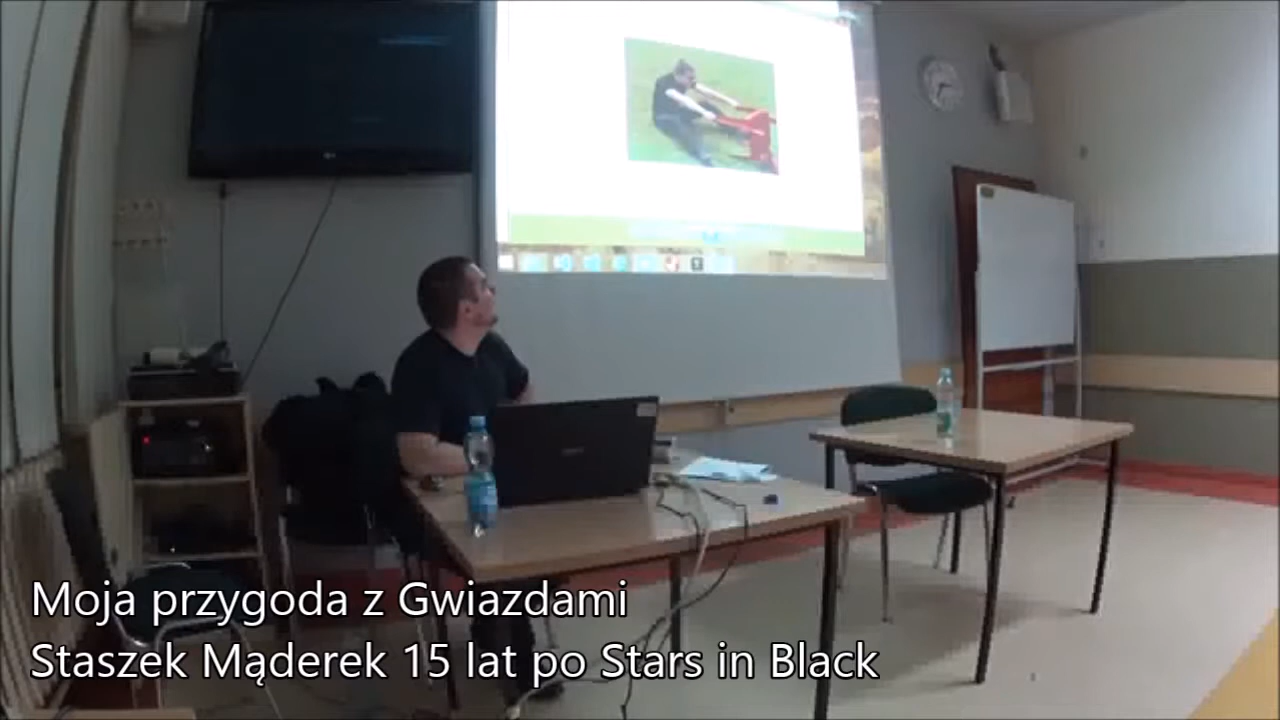 Moja przygoda z Gwiazdami
Staszek Mąderek 15 lat po Stars in Black